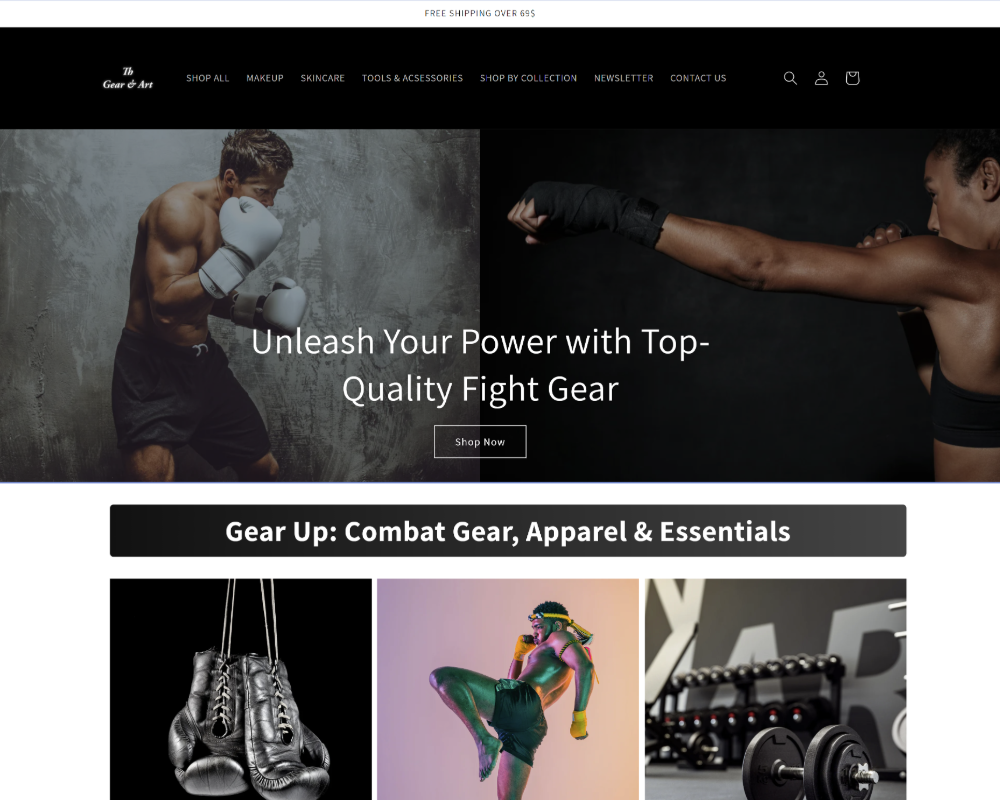 FREE SHIPPING OVER 69$
Th
Gear & Art
SHOP ALL MAKEUP SKINCARE TOOLS & ACSESSORIES SHOP BY COLLECTION NEWSLETTER CONTACT US
Unleash Your Power with Top-
Quality Fight Gear
Shop Now
Gear Up: Combat Gear, Apparel & Essentials